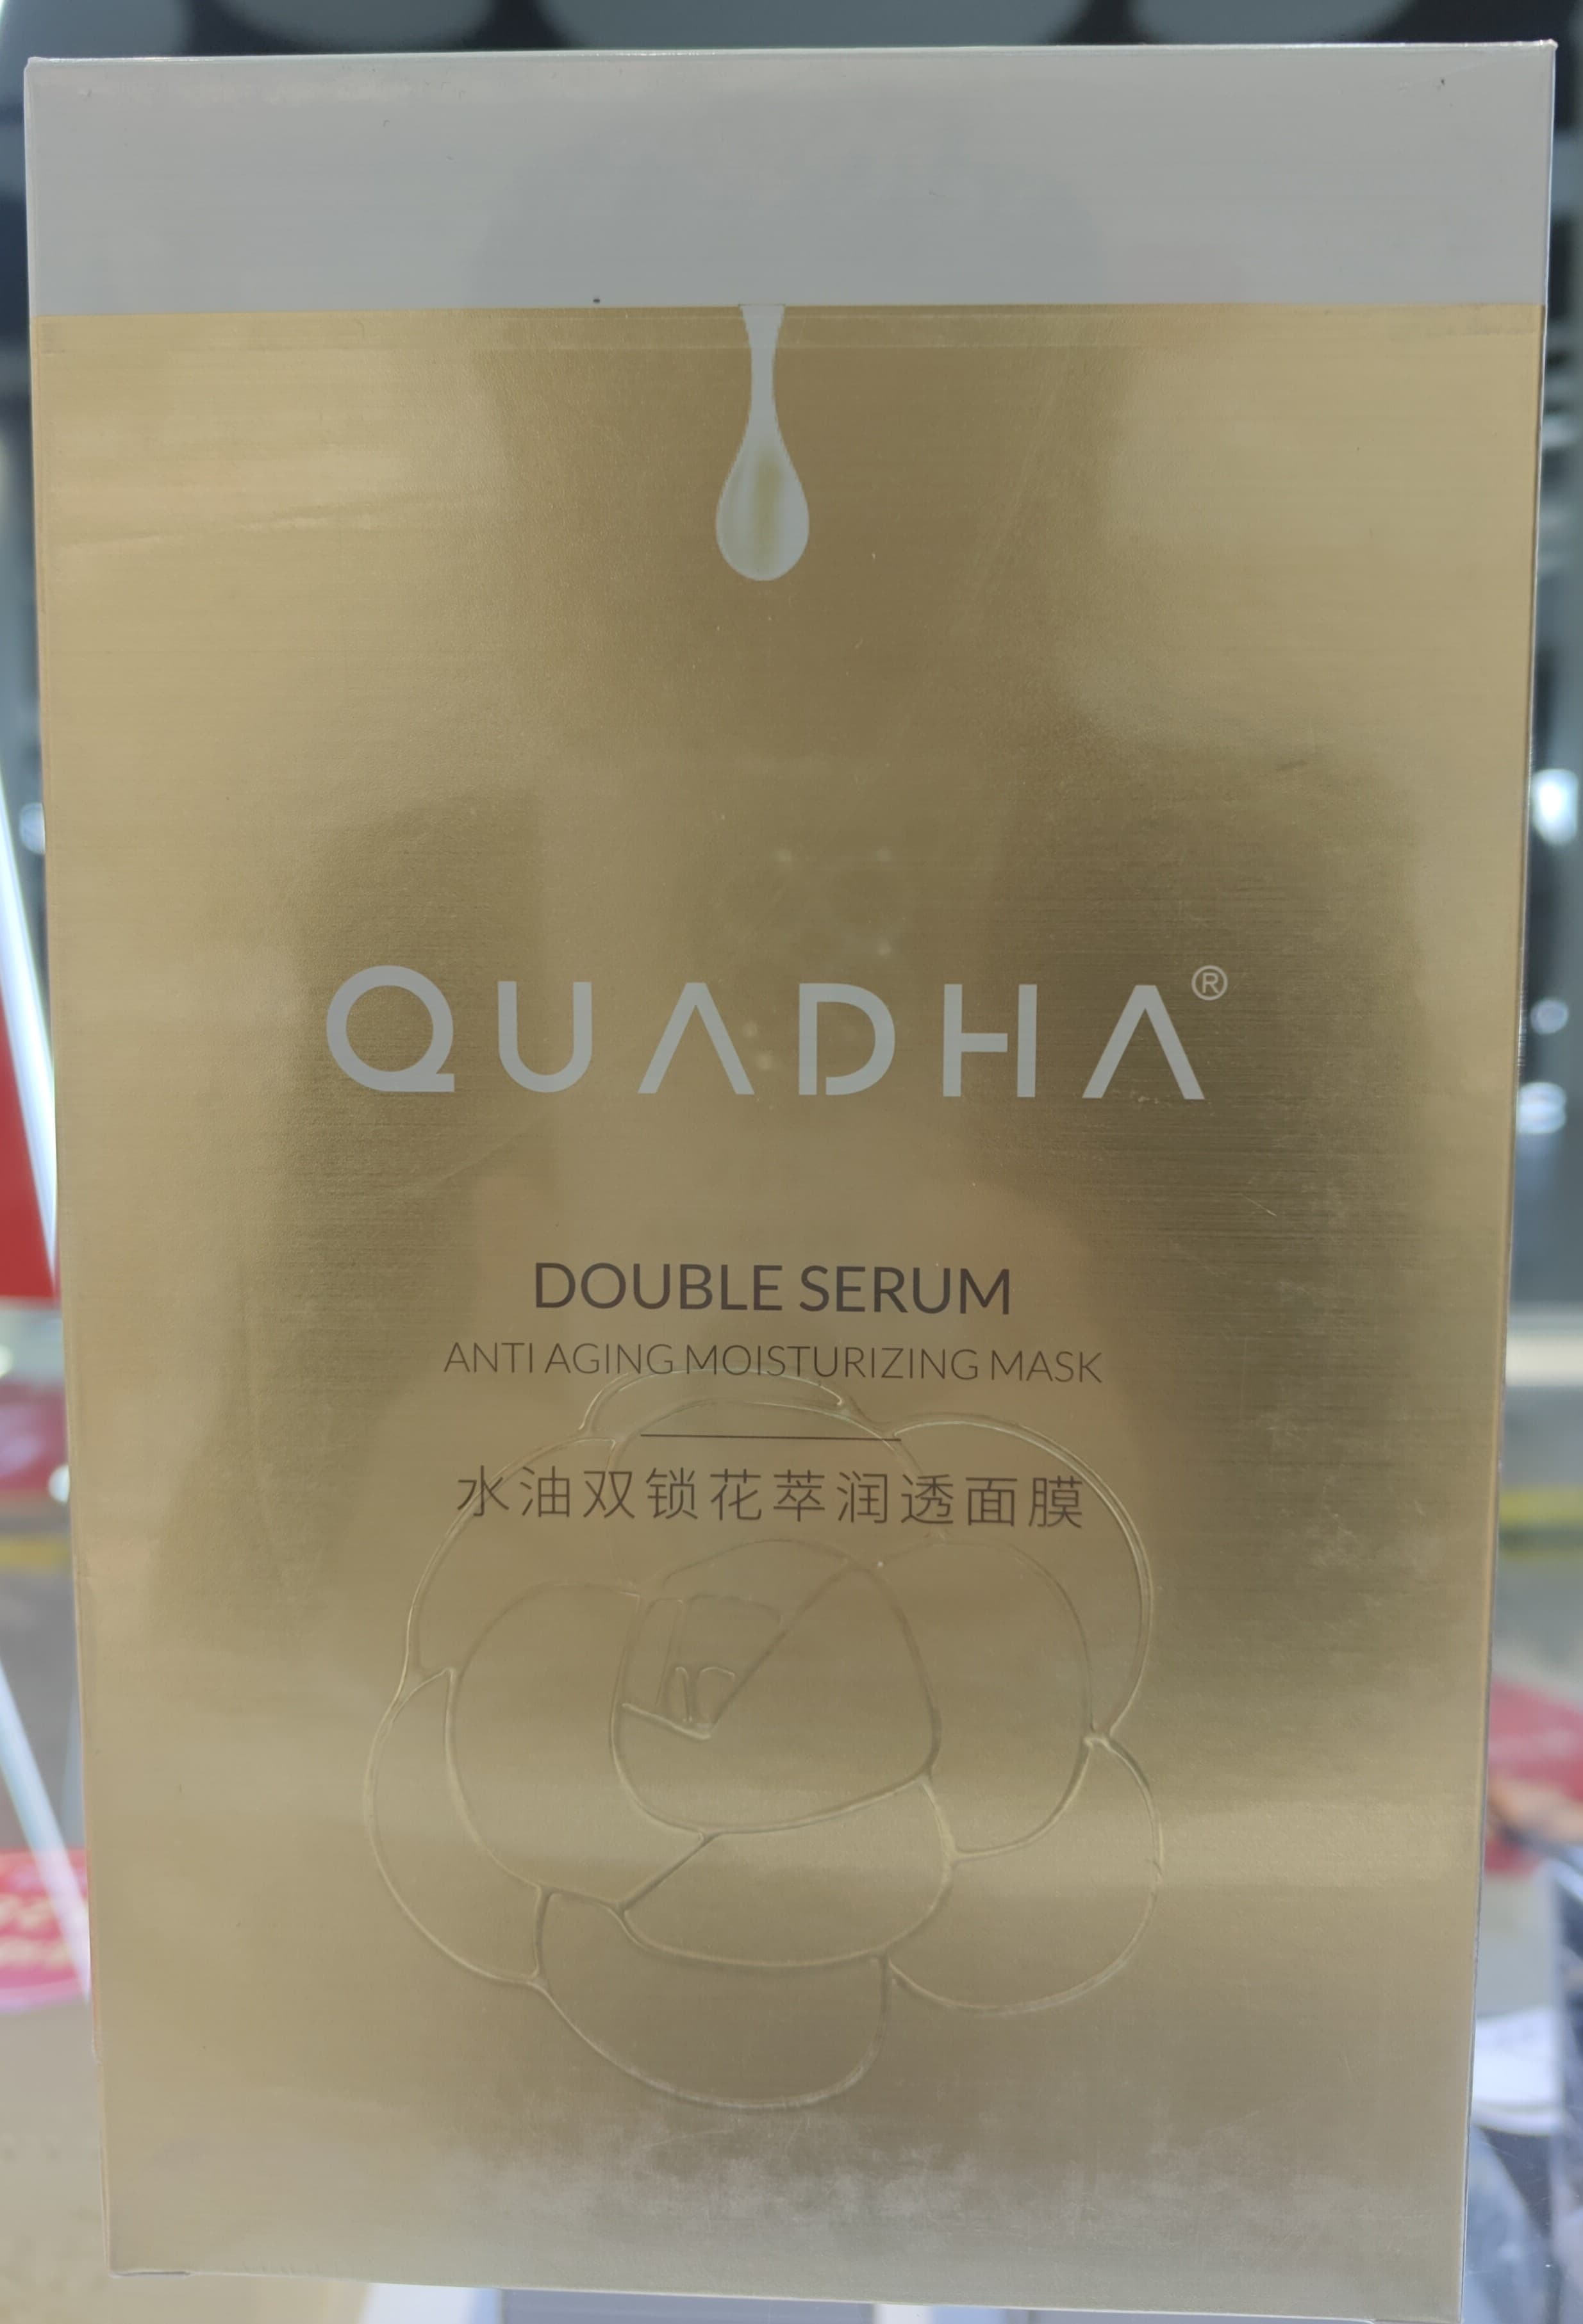 QUADHA®
DOUBLE SERUM
ANTI AGING MOISTURIZING MASK
水油双锁花萃润透面膜